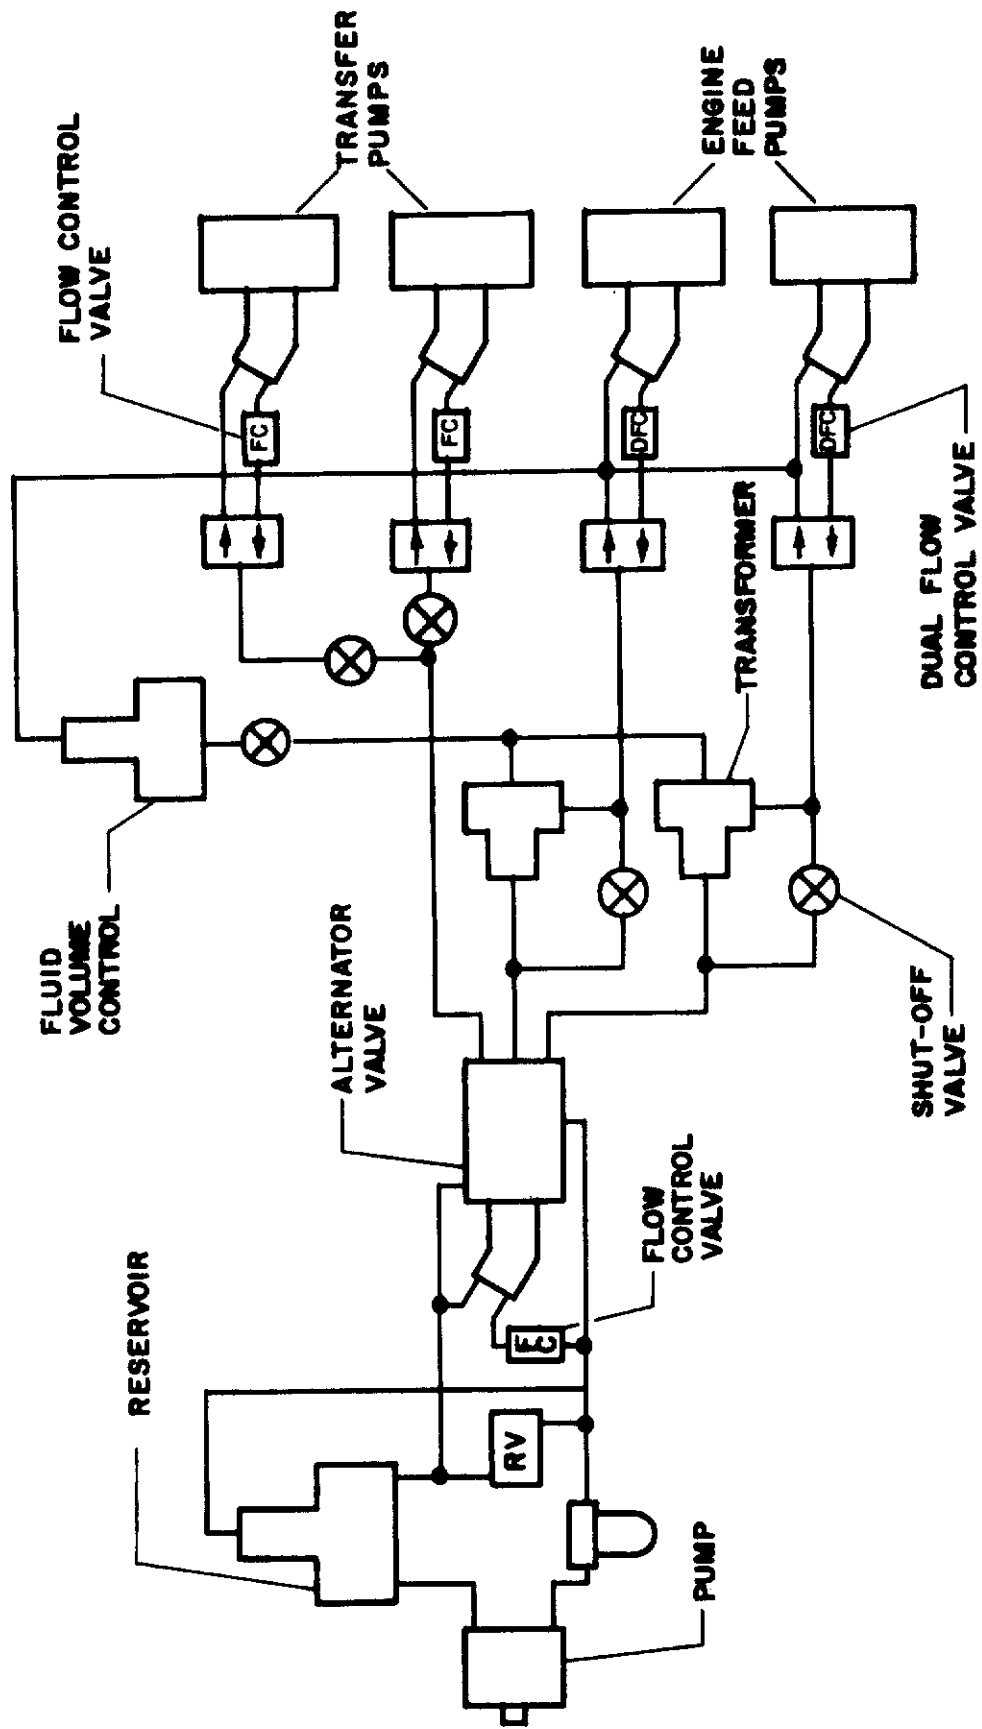 FLOW CONTROL
VALVE
TRANSFER
PUMPS
ENGINE
FEED
PUMPS
FC
FC
DFC
DFC
TRANSFORMER
DUAL FLOW
CONTROL VALVE
FLUID
VOLUME
CONTROL
ALTERNATOR
VALVE
SHUT-OFF
VALVE
RESERVOIR
FLOW
CONTROL
VALVE
FC
RV
PUMP